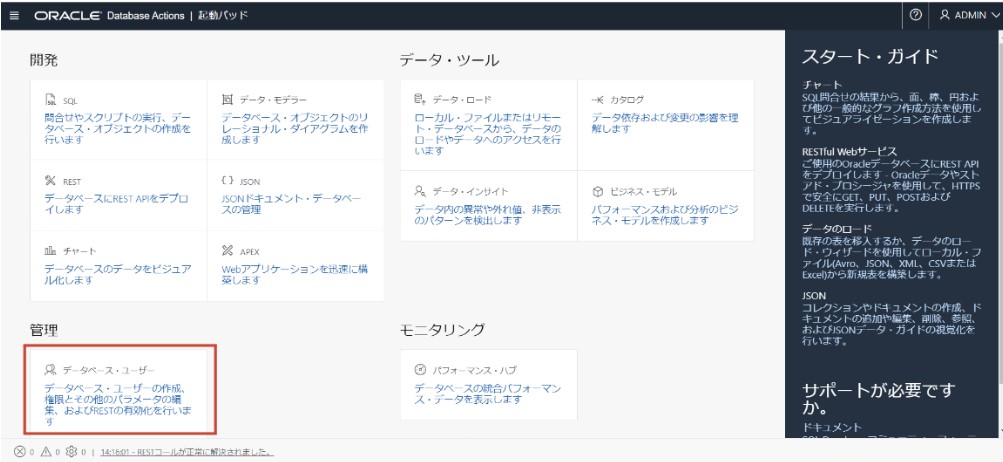 ORACLE Database Actions | 起動パッド
ADMIN
開発
SQL
問合せやスクリプトの実行、デー
タベース・オブジェクトの作成を
行います
データ・モデラー
データベース・オブジェクトのリ
レーショナル・ダイアグラムを作
成します
REST
データベースにREST APIをデプロ
イします
JSON
JSONドキュメント・データベー
スの管理
チャート
データベースのデータをビジュア
ル化します
APEX
Webアプリケーションを迅速に構
築します
データ・ツール
データ・ロード
ローカル・ファイルまたはリモー
ト・データベースから、データの
ロードやデータへのアクセスを行
います
カタログ
データ依存および変更の影響を理
解します
データ・インサイト
データ内の異常や外れ値、非表示
のパターンを検出します
ビジネス・モデル
パフォーマンスおよび分析のビジ
ネス・モデルを作成します
管理
データベース・ユーザー
データベース・ユーザーの作成、
権限とその他のパラメータの編
集、およびRESTの有効化を行いま
す
モニタリング
パフォーマンス・ハブ
データベースの統合パフォーマン
ス・データを表示します
スタート・ガイド
チャート
SQL問合せの結果から、面、棒、円およ
び他の一般的なグラフ作成方法を使用し
てビジュアライゼーションを作成しま
す。
RESTful Webサービス
ご使用のOracleデータベースにREST API
をデプロイします - Oracleデータやスト
アド・プロシージャを使用して、HTTPS
で安全にGET、PUT、POSTおよび
DELETEを実行します。
データのロード
既存の表を移入するか、データのロー
ド・ウィザードを使用してローカル・フ
ァイル(Avro、JSON、XML、CSVまたは
Excel)から新規表を構築します。
JSON
コレクションやドキュメントの作成、ド
キュメントの追加や編集、削除、参照、
およびJSONデータ・ガイドの視覚化を
行います。
サポートが必要です
か。
ドキュメント
0 0 0 | 14:16:01 - RESTコールが正常に解決されました。